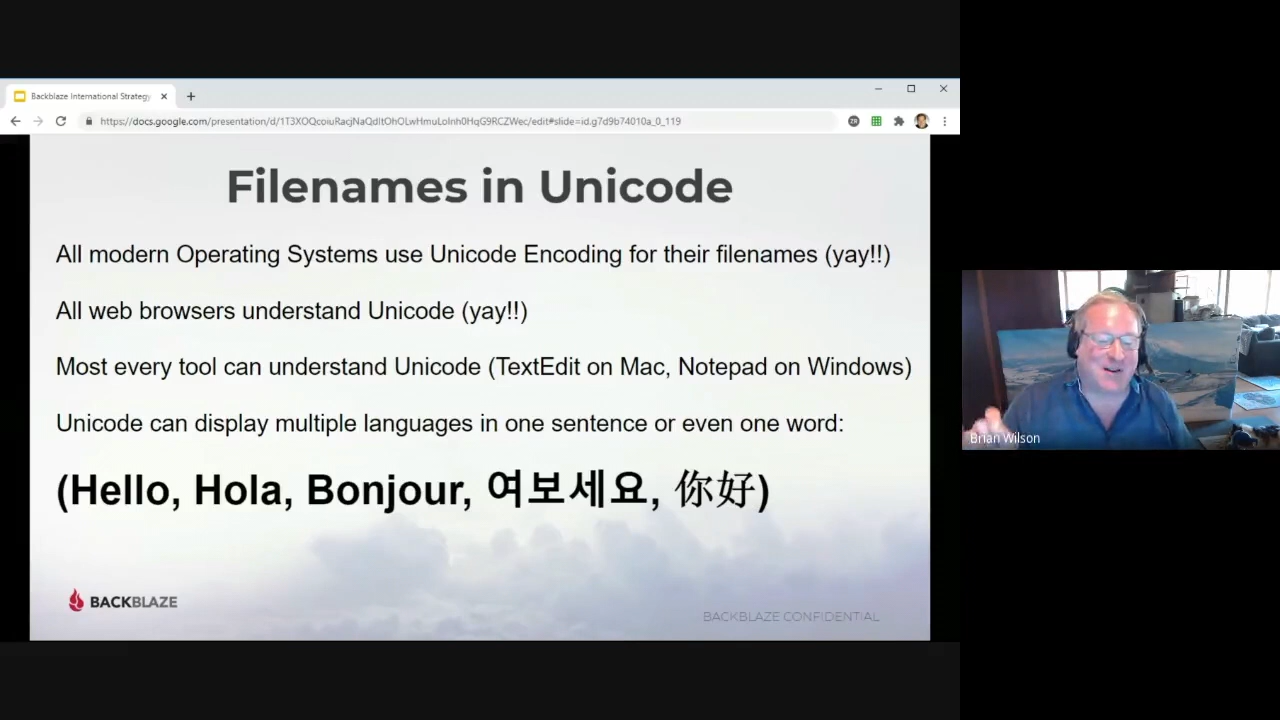 Backblaze International Strategy
https://docs.google.com/presentation/d/1T3XOQcoiuRacjNaQdItOhOLwHmuLoInh0HqG9RCZWec/edit#slide=id.g7d9b74010a_0_119
Filenames in Unicode
All modern Operating Systems use Unicode Encoding for their filenames (yay!!)
All web browsers understand Unicode (yay!!)
Most every tool can understand Unicode (TextEdit on Mac, Notepad on Windows)
Unicode can display multiple languages in one sentence or even one word:
(Hello, Hola, Bonjour, 여보세요, 你好)
BACKBLAZE
BACKBLAZE CONFIDENTIAL
Brian Wilson